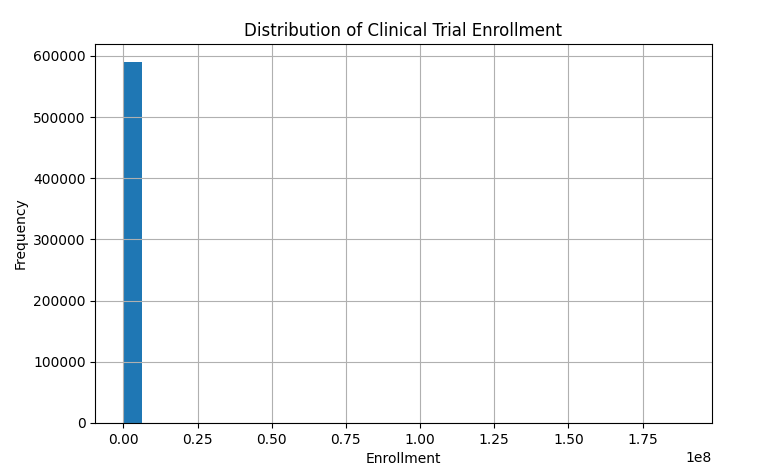 Distribution of Clinical Trial Enrollment
600000
500000
400000
300000
200000
100000
0
Frequency
0.00 0.25 0.50 0.75 1.00 1.25 1.50 1.75
1e8
Enrollment